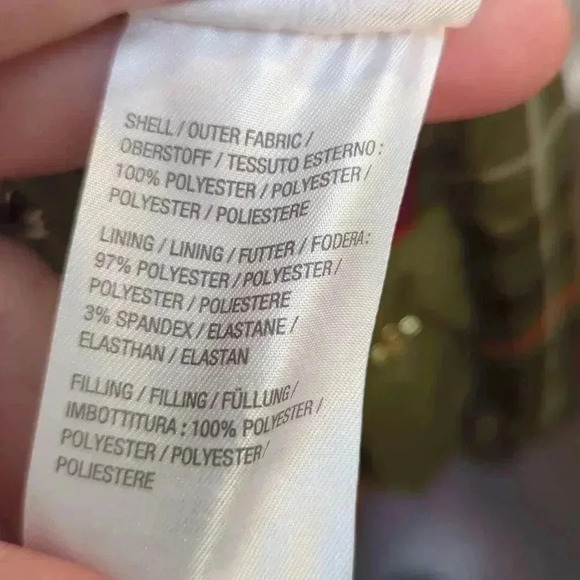 SHELL / OUTER FABRIC /
OBERSTOFF / TESSUTO ESTERNO :
100% POLYESTER / POLYESTER /
POLYESTER / POLIESTERE
LINING / LINING / FUTTER / FODERA :
97% POLYESTER / POLYESTER /
POLYESTER / POLIESTERE
3% SPANDEX / ELASTANE /
ELASTHAN / ELASTAN
FILLING / FILLING / FÜLLUNG /
IMBOTTITURA : 100% POLYESTER /
POLYESTER / POLYESTER /
POLIESTERE